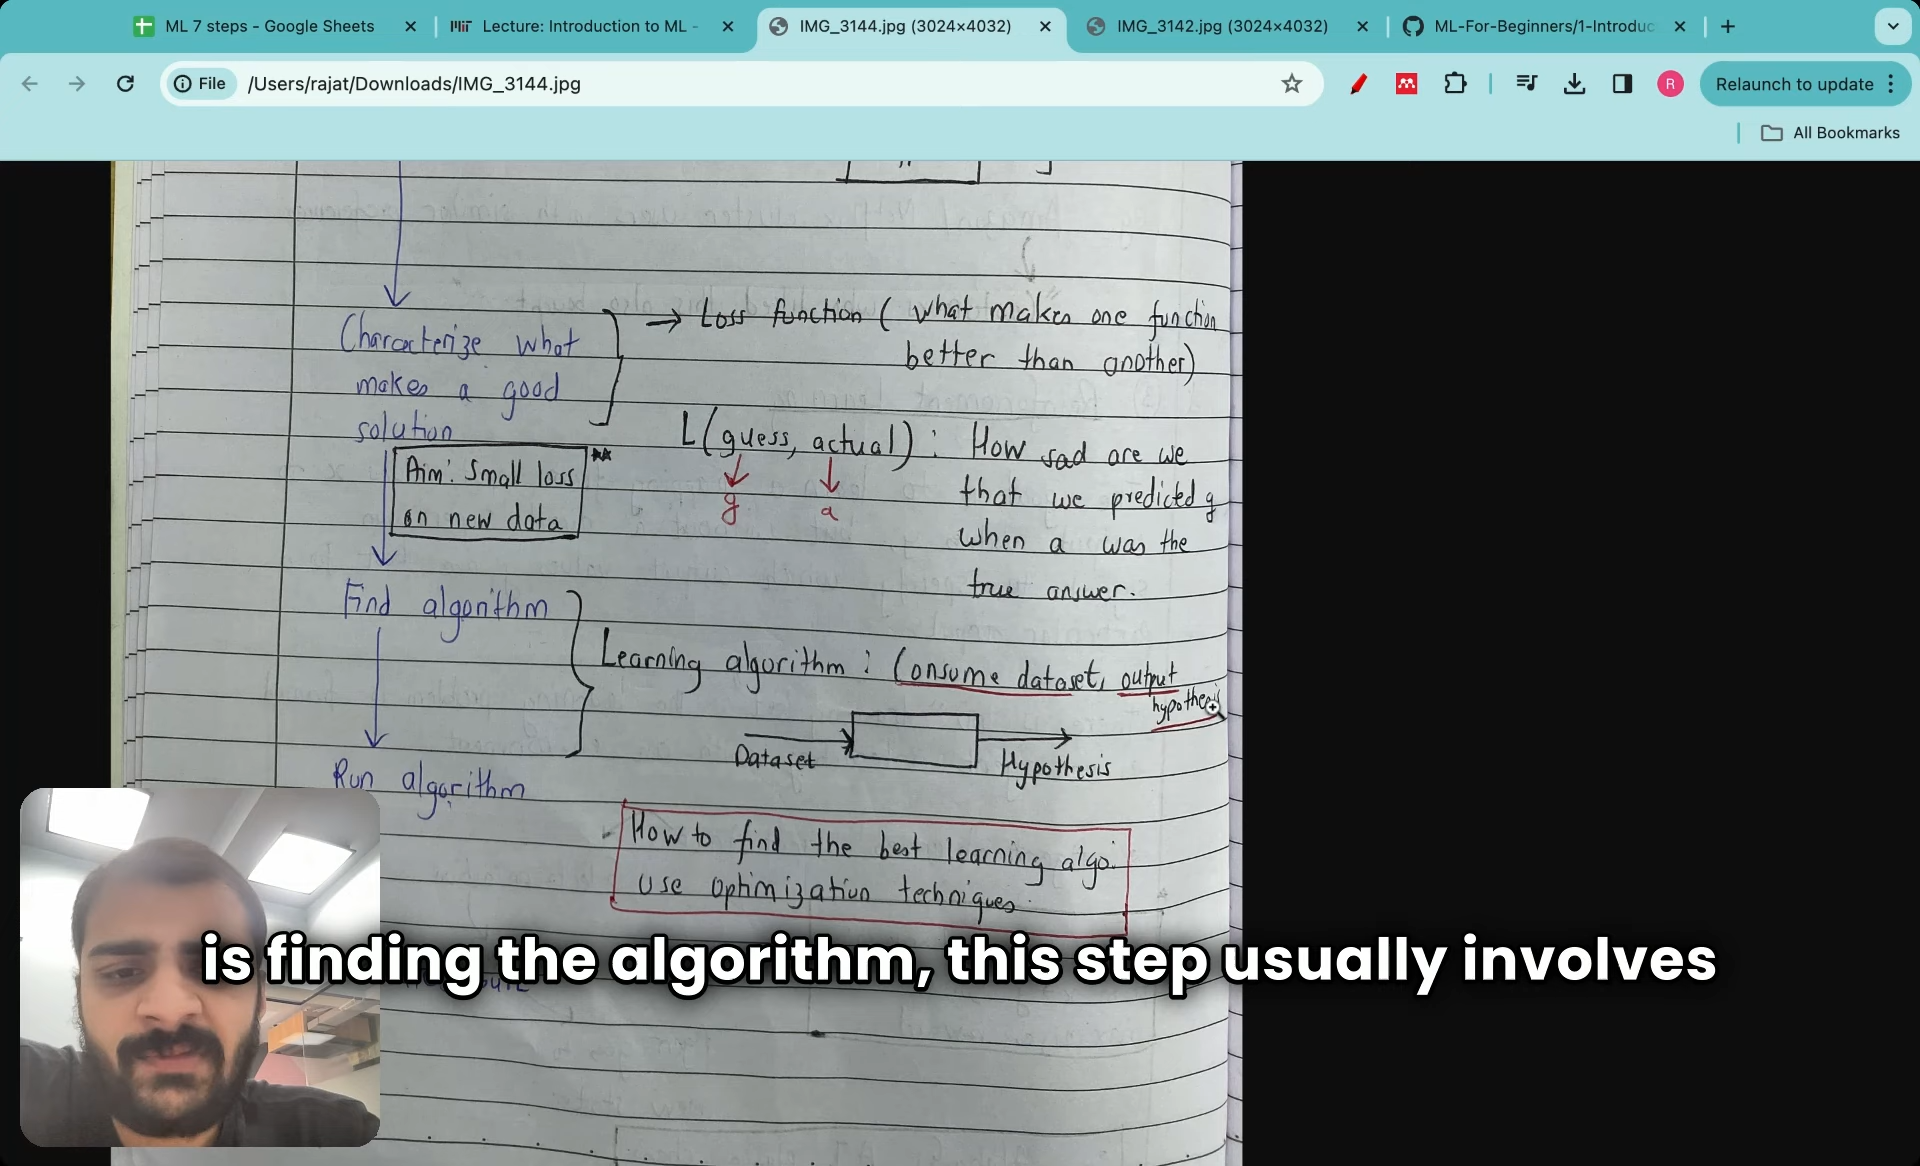 ML 7 steps - Google Sheets
Lecture: Introduction to ML -
IMG_3144.jpg (3024×4032)
IMG_3142.jpg (3024×4032)
ML-For-Beginners/1-Introduc
File
/Users/rajat/Downloads/IMG_3144.jpg
R
Relaunch to update
All Bookmarks
Characterize what
makes a good
solution
→ Loss function ( what makes one function
better than another)
Aim: Small loss
on new data
**
L(guess, actual) : How sad are we
g
a
that we predicted g
when a was the
true answer.
Find algorithm
Learning algorithm : Consume dataset, output
Dataset
Hypothesis
Run algorithm
How to find the best learning algo.
use optimization techniques
is finding the algorithm, this step usually involves